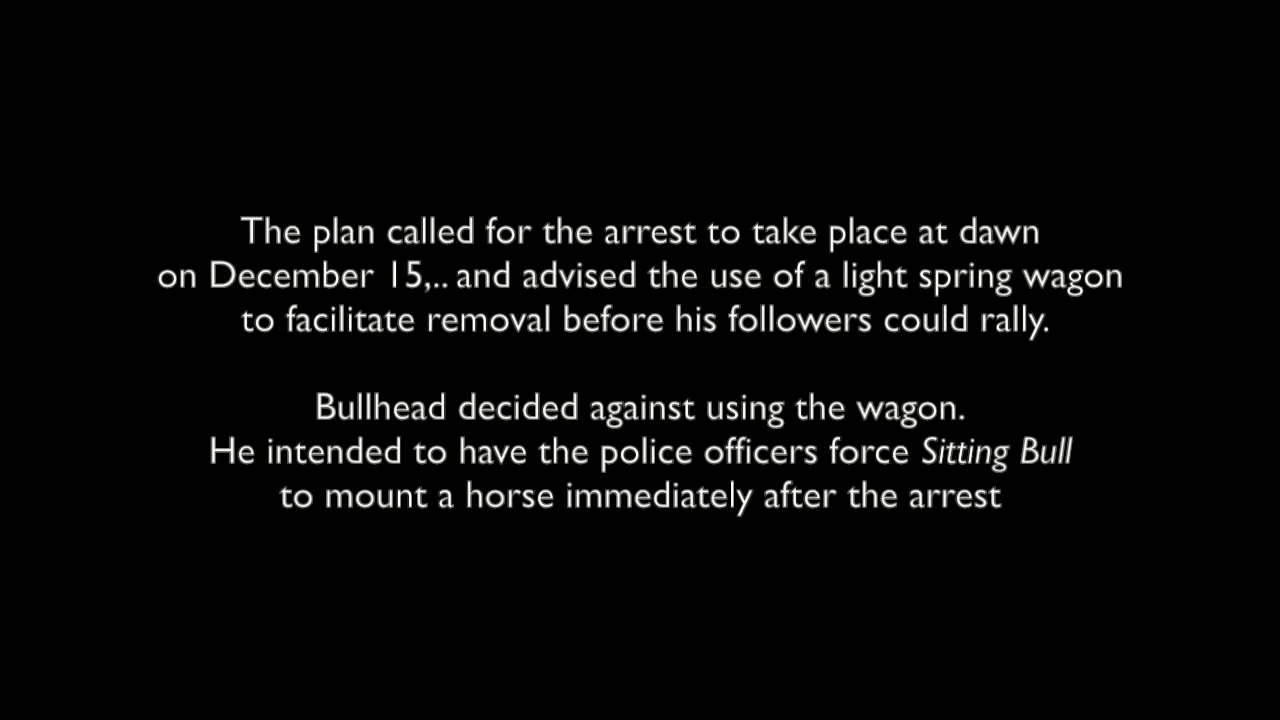 The plan called for the arrest to take place at dawn
on December 15,.. and advised the use of a light spring wagon
to facilitate removal before his followers could rally.
Bullhead decided against using the wagon.
He intended to have the police officers force Sitting Bull
to mount a horse immediately after the arrest